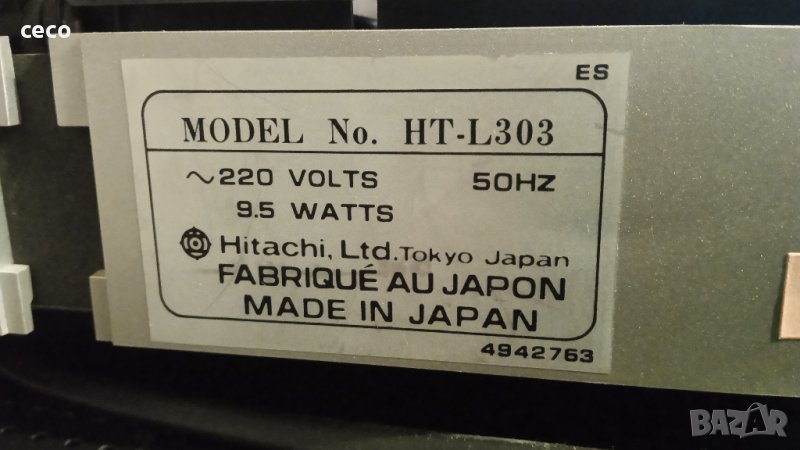 ceco
ES
MODEL No. HT-L303
~220 VOLTS 50HZ
9.5 WATTS
Hitachi, Ltd. Tokyo Japan
FABRIQUÉ AU JAPON
MADE IN JAPAN
4942763
BAZAR